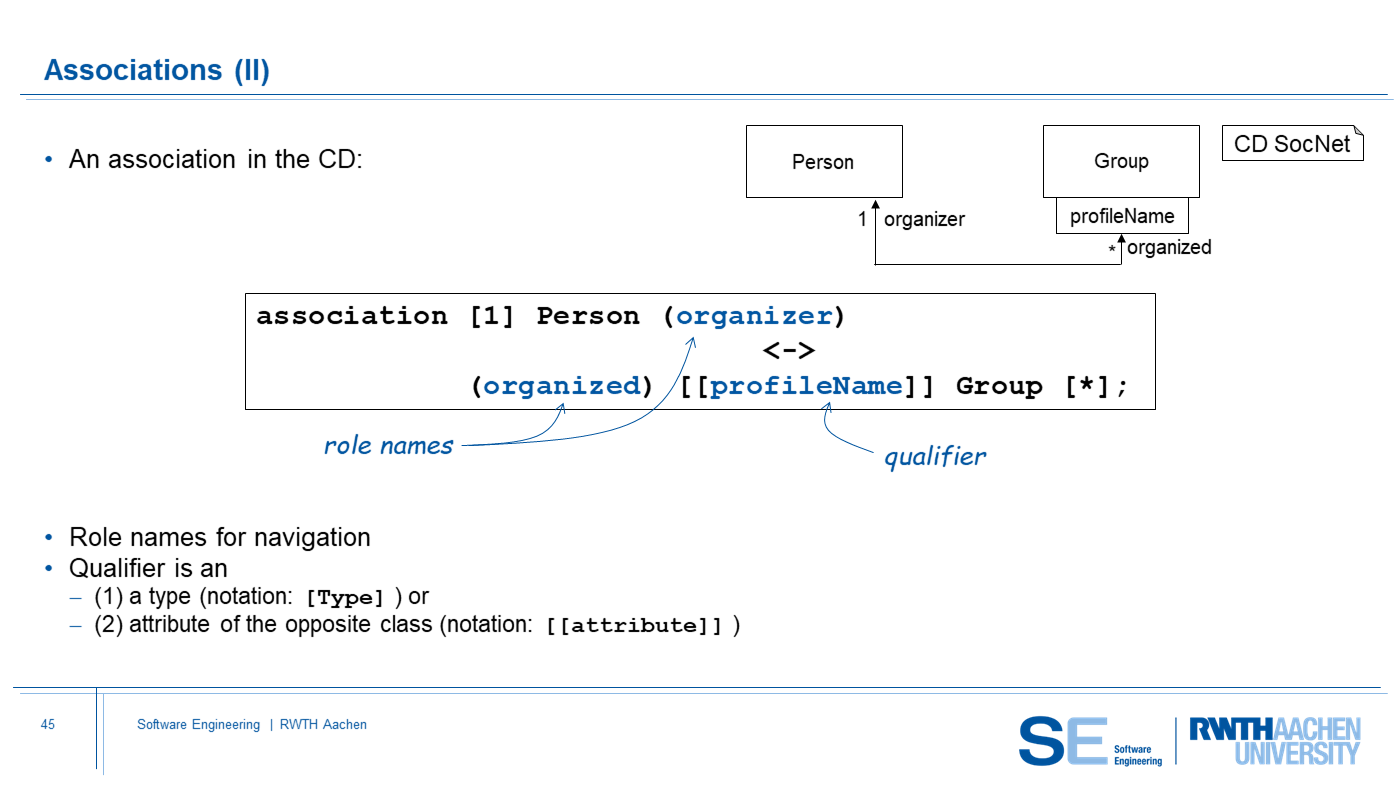 Associations (II)
• An association in the CD:
Person
Group
CD SocNet
profileName
1 organizer
* organized
association [1] Person (organizer)
<->
(organized) [[profileName]] Group [*];
role names
qualifier
• Role names for navigation
• Qualifier is an
– (1) a type (notation: [Type] ) or
– (2) attribute of the opposite class (notation: [[attribute]] )
45
Software Engineering | RWTH Aachen
SE Software
Engineering
RWTHAACHEN
UNIVERSITY